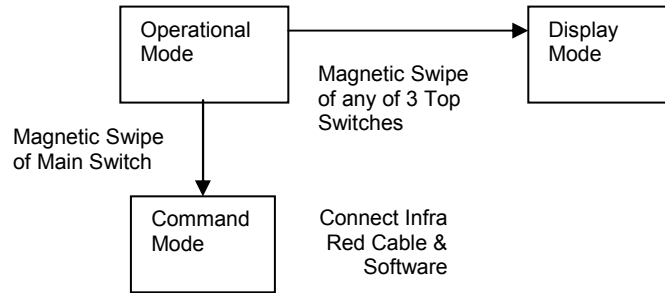 Operational
Mode
Display
Mode
Magnetic Swipe
of any of 3 Top
Switches
Magnetic Swipe
of Main Switch
Command
Mode
Connect Infra
Red Cable &
Software